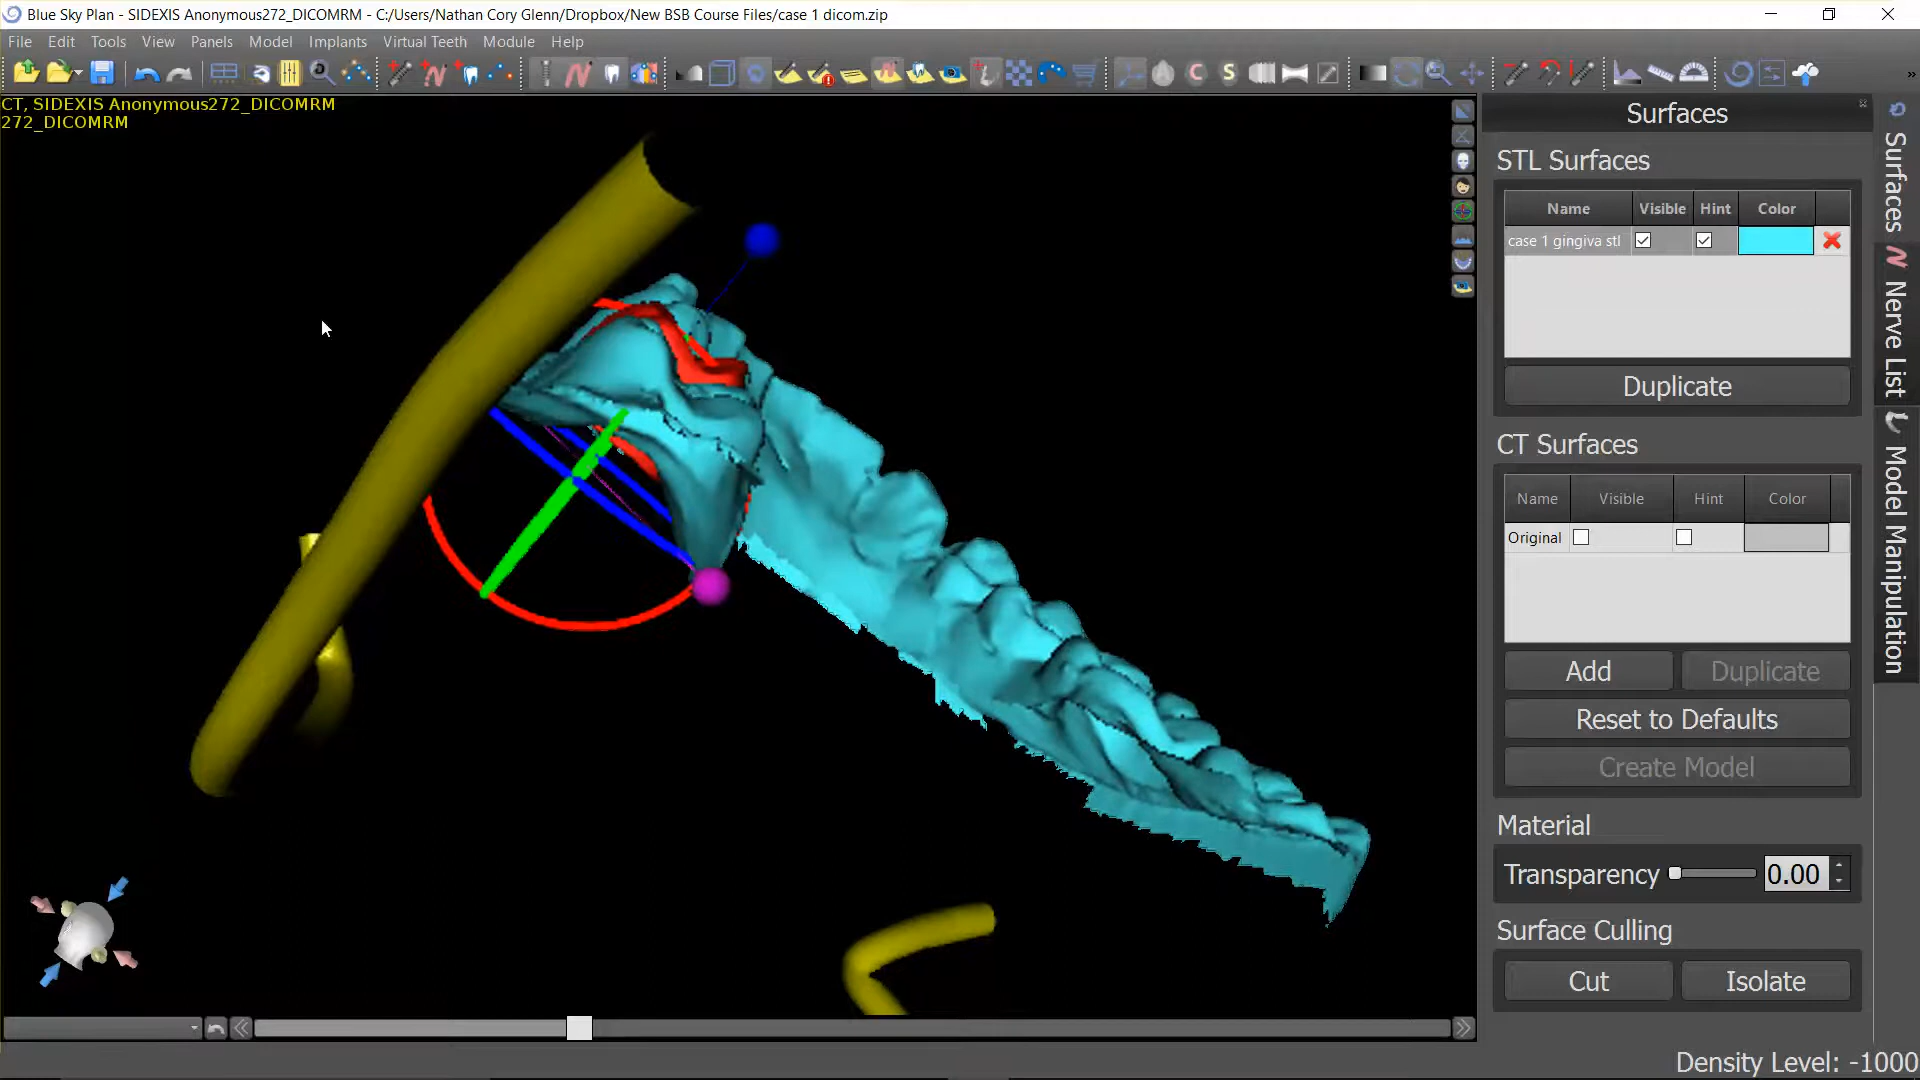 Blue Sky Plan - SIDEXIS Anonymous272_DICOMRM - C:/Users/Nathan Cory Glenn/Dropbox/New BSB Course Files/case 1 dicom.zip
File Edit Tools View Panels Model Implants Virtual Teeth Module Help
C S
CT, SIDEXIS Anonymous272_DICOMRM
272_DICOMRM
Surfaces
STL Surfaces
Name Visible Hint Color
case 1 gingiva stl
Duplicate
CT Surfaces
Name Visible Hint Color
Original
Add Duplicate
Reset to Defaults
Create Model
Material
Transparency 0.00
Surface Culling
Cut Isolate
Surfaces
Nerve List
Model Manipulation
Density Level: -1000